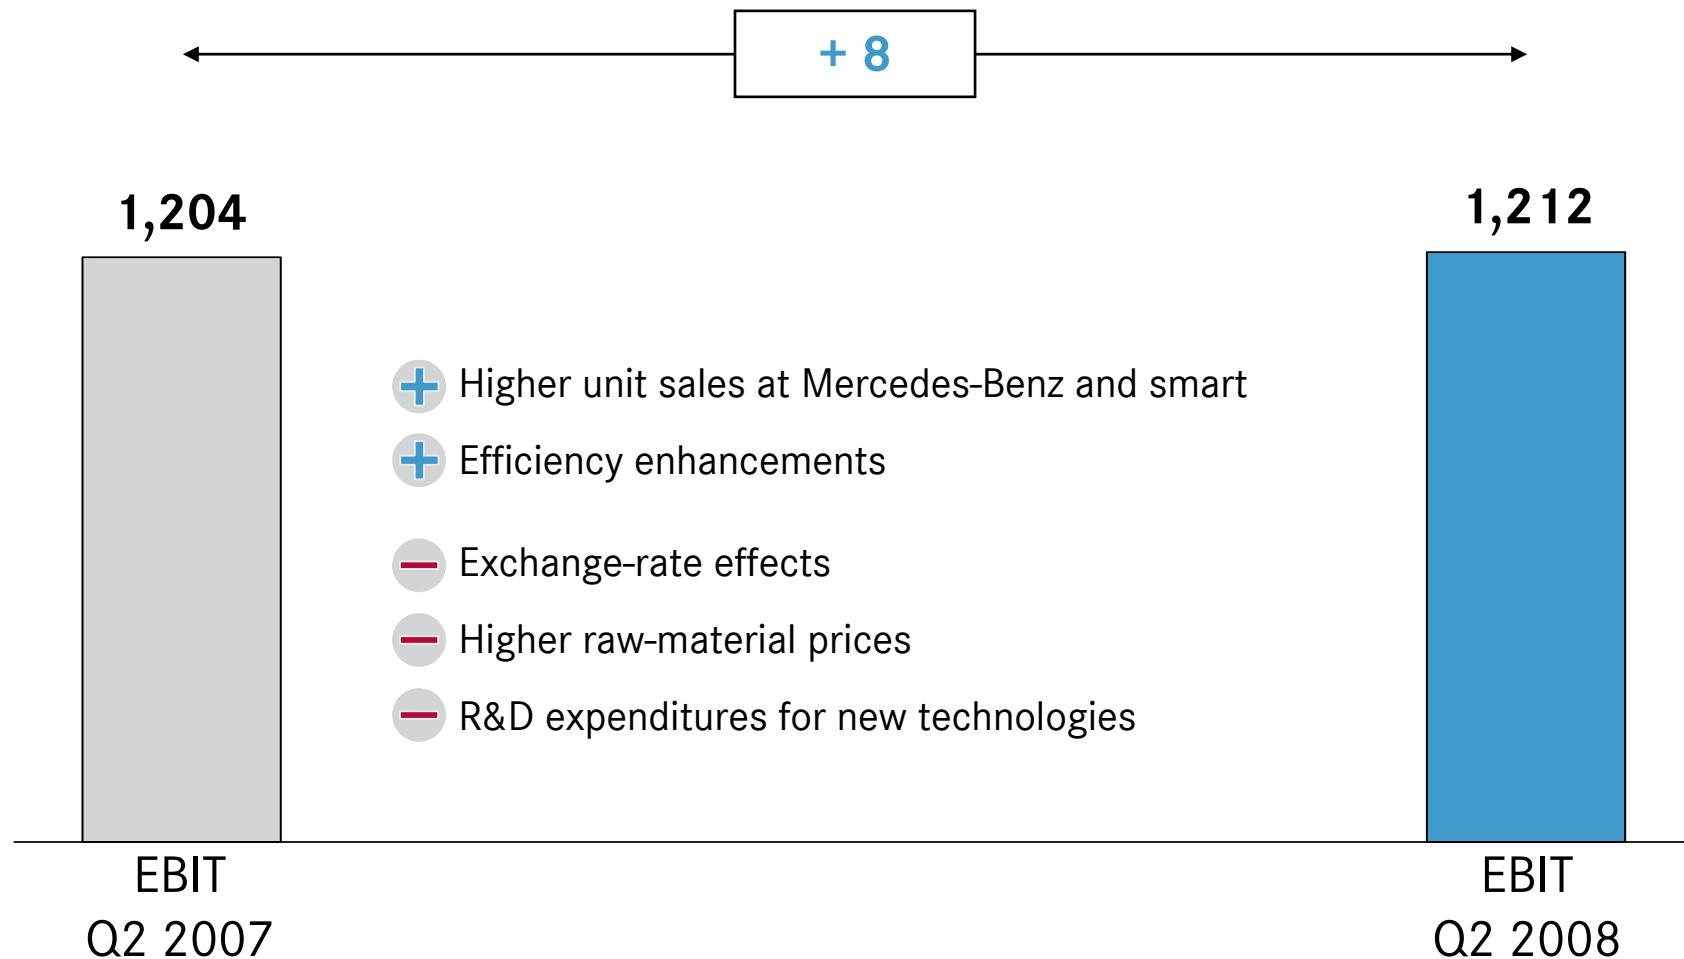 + 8
1,204
1,212
Higher unit sales at Mercedes-Benz and smart
Efficiency enhancements
Exchange-rate effects
Higher raw-material prices
R&D expenditures for new technologies
EBIT
Q2 2007
EBIT
Q2 2008